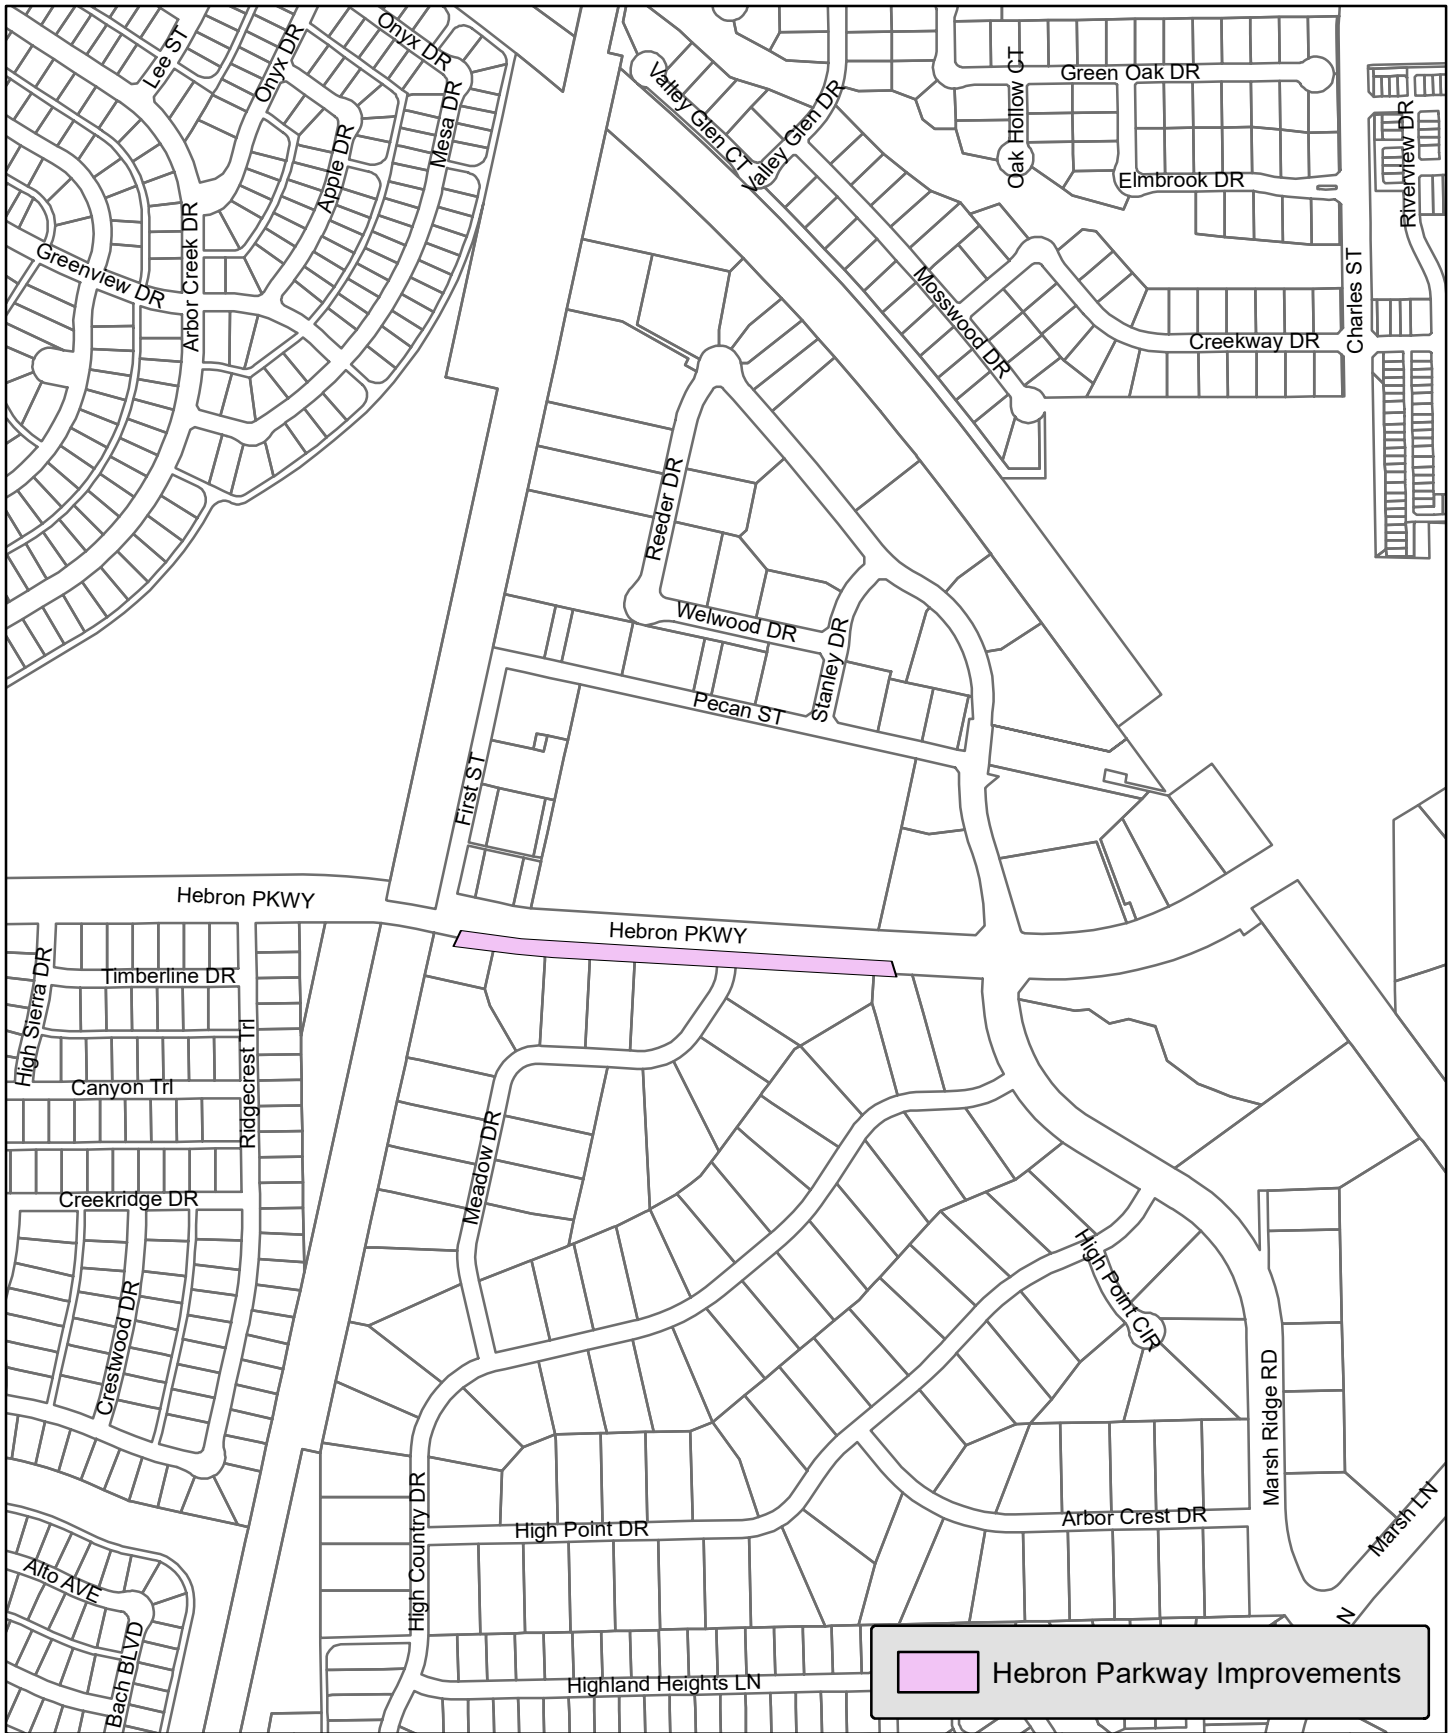 Onyx DR
Lee ST
Onyx DR
Valley Glen CT
Valley Glen DR
Oak Hollow CT
Green Oak DR
Mesa DR
Apple DR
Riverview DR
Elmbrook DR
Greenview DR
Arbor Creek DR
Mosswood DR
Charles ST
Creekway DR
Reeder DR
Welwood DR
Stanley DR
Pecan ST
First ST
Hebron PKWY
Hebron PKWY
High Sierra DR
Timberline DR
Canyon Trl
Ridgecrest Trl
Meadow DR
Creekridge DR
Crestwood DR
High Point CIR
Marsh Ridge RD
High Country DR
High Point DR
Arbor Crest DR
Marsh LN
Alto AVE
Bach BLVD
N
Highland Heights LN
Hebron Parkway Improvements